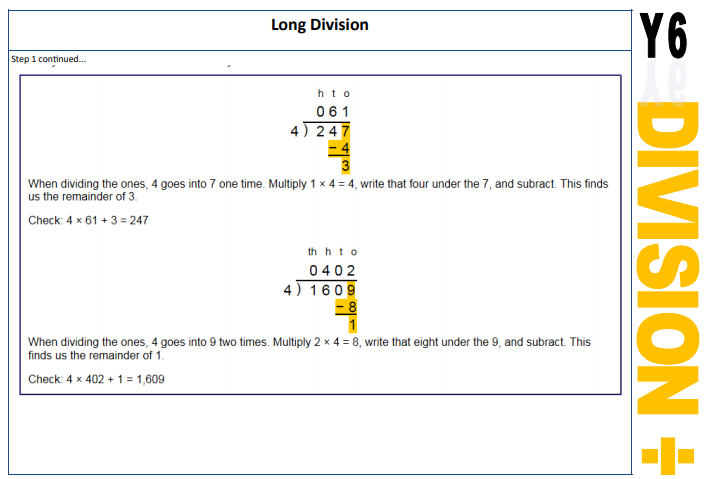 Long Division
Y6
Step 1 continued...
h t o
0 6 1
4 ) 2 4 7
− 4
3
When dividing the ones, 4 goes into 7 one time. Multiply 1 × 4 = 4, write that four under the 7, and subtract. This finds
us the remainder of 3.
Check: 4 × 61 + 3 = 247
th h t o
0 4 0 2
4 ) 1 6 0 9
− 8
1
When dividing the ones, 4 goes into 9 two times. Multiply 2 × 4 = 8, write that eight under the 9, and subtract. This
finds us the remainder of 1.
Check: 4 × 402 + 1 = 1,609
DIVISION ÷